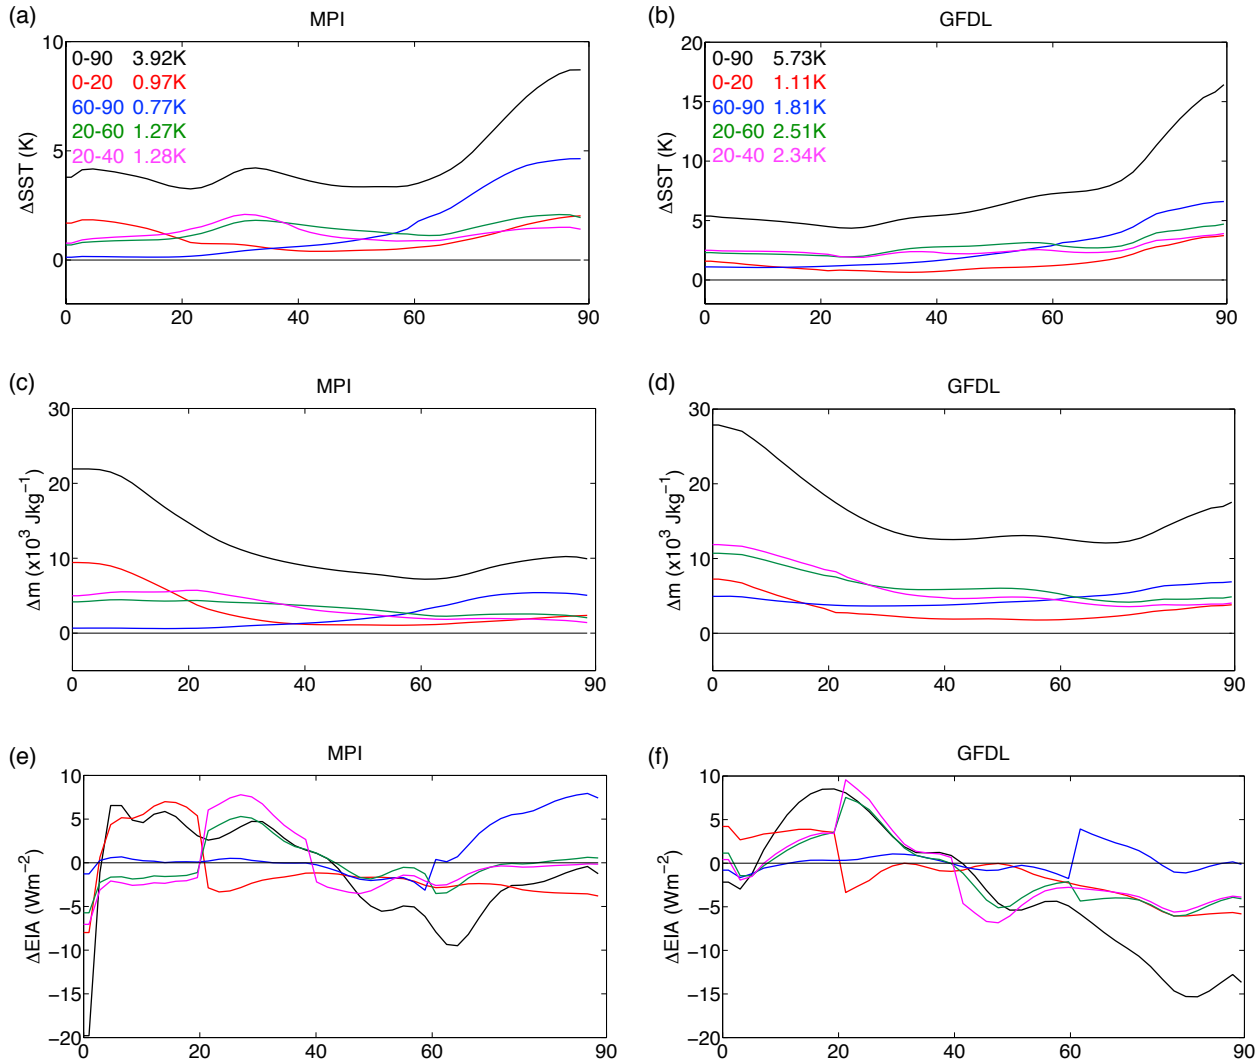 (a)
MPI
10
5
0
ΔSST (K)
0-90 3.92K
0-20 0.97K
60-90 0.77K
20-60 1.27K
20-40 1.28K
0 20 40 60 90
(b)
GFDL
20
15
10
5
0
ΔSST (K)
0-90 5.73K
0-20 1.11K
60-90 1.81K
20-60 2.51K
20-40 2.34K
0 20 40 60 90
(c)
MPI
30
20
10
0
Δm (x10³ Jkg⁻¹)
0 20 40 60 90
(d)
GFDL
30
20
10
0
Δm (x10³ Jkg⁻¹)
0 20 40 60 90
(e)
MPI
10
5
0
−5
−10
−15
−20
ΔEIA (Wm⁻²)
0 20 40 60 90
(f)
GFDL
10
5
0
−5
−10
−15
−20
ΔEIA (Wm⁻²)
0 20 40 60 90